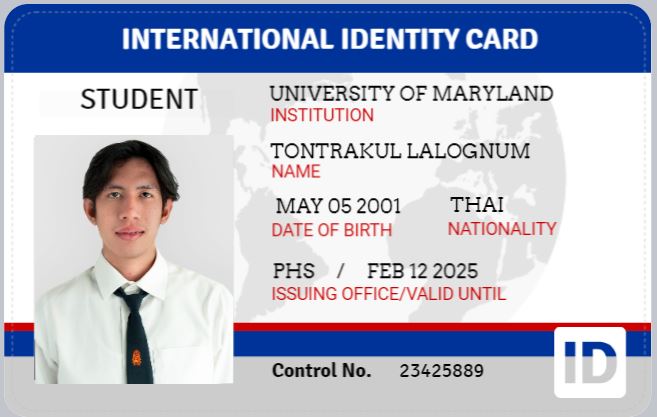 INTERNATIONAL IDENTITY CARD
STUDENT
UNIVERSITY OF MARYLAND
INSTITUTION
TONTRAKUL LALOGNUM
NAME
MAY 05 2001 THAI
DATE OF BIRTH NATIONALITY
PHS / FEB 12 2025
ISSUING OFFICE/VALID UNTIL
Control No. 23425889
ID